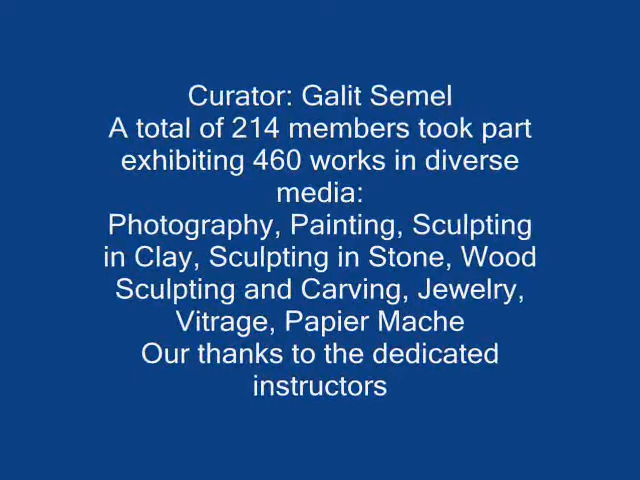 Curator: Galit Semel
A total of 214 members took part
exhibiting 460 works in diverse
media:
Photography, Painting, Sculpting
in Clay, Sculpting in Stone, Wood
Sculpting and Carving, Jewelry,
Vitrage, Papier Mache
Our thanks to the dedicated
instructors